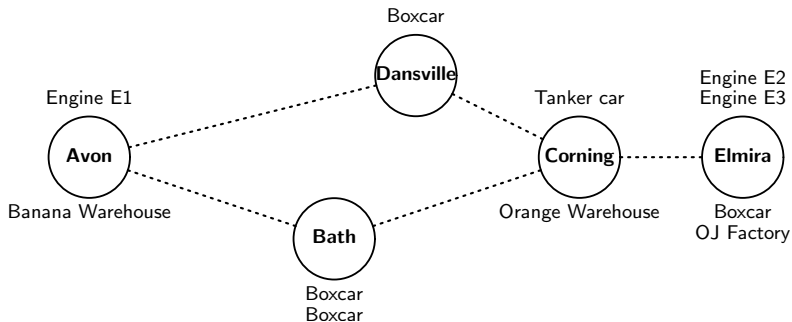 Boxcar
Dansville
Engine E2
Engine E3
Engine E1
Tanker car
Avon
Corning
Elmira
Banana Warehouse
Orange Warehouse
Boxcar
OJ Factory
Bath
Boxcar
Boxcar